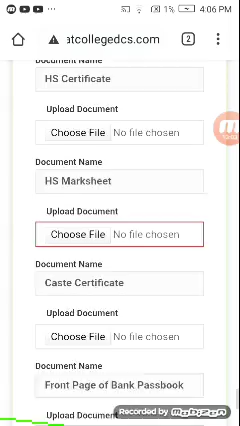 1% 4:06 PM
atcollegedcs.com 2
Document Name
HS Certificate
Upload Document
Choose File No file chosen
Document Name
HS Marksheet
Upload Document
Choose File No file chosen
Document Name
Caste Certificate
Upload Document
Choose File No file chosen
Document Name
Front Page of Bank Passbook
Upload Document
Recorded by mobizen